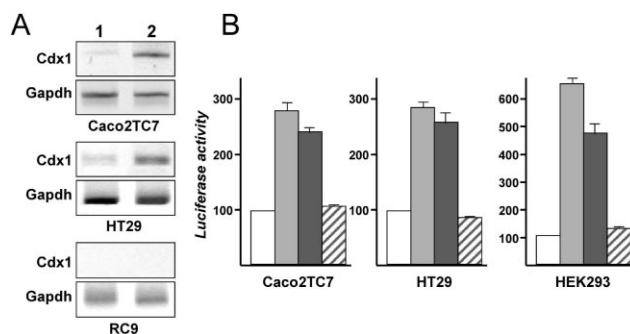 A
1 2
Cdx1
Gapdh
Caco2TC7
Cdx1
Gapdh
HT29
Cdx1
Gapdh
RC9
B
Luciferase activity
300
200
100
Caco2TC7
300
200
100
HT29
600
500
400
300
200
100
HEK293